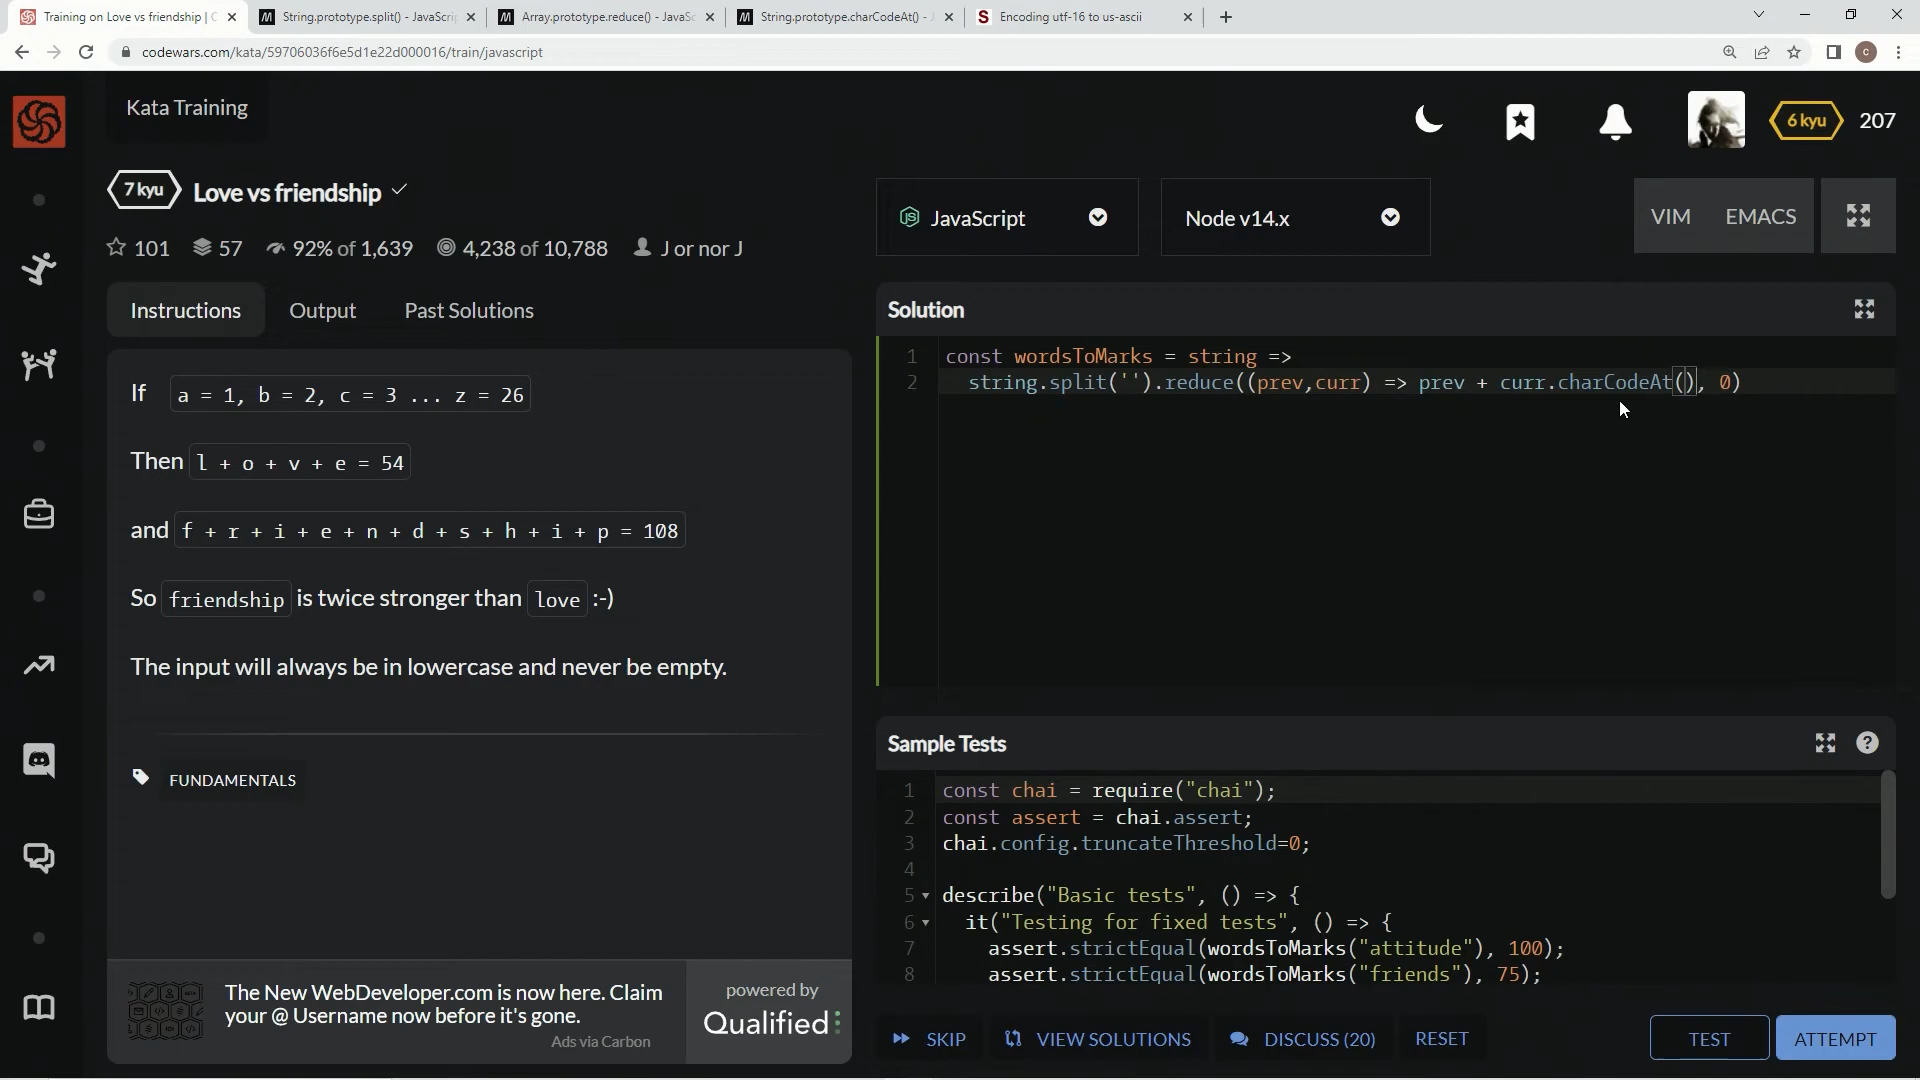 Training on Love vs friendship | C
String.prototype.split() - JavaScrip
Array.prototype.reduce() - JavaSc
String.prototype.charCodeAt() - J
S Encoding utf-16 to us-ascii
codewars.com/kata/59706036f6e5d1e22d000016/train/javascript
c
Kata Training
6 kyu 207
7 kyu Love vs friendship
101 57 92% of 1,639 4,238 of 10,788 J or nor J
JavaScript
Node v14.x
VIM EMACS
Instructions Output Past Solutions
If a = 1, b = 2, c = 3 ... z = 26
Then l + o + v + e = 54
and f + r + i + e + n + d + s + h + i + p = 108
So friendship is twice stronger than love :-)
The input will always be in lowercase and never be empty.
FUNDAMENTALS
The New WebDeveloper.com is now here. Claim
your @ Username now before it's gone.
Ads via Carbon
powered by
Qualified
Solution
1 const wordsToMarks = string =>
2 string.split('').reduce((prev,curr) => prev + curr.charCodeAt(), 0)
Sample Tests
1 const chai = require("chai");
2 const assert = chai.assert;
3 chai.config.truncateThreshold=0;
4
5 describe("Basic tests", () => {
6 it("Testing for fixed tests", () => {
7 assert.strictEqual(wordsToMarks("attitude"), 100);
8 assert.strictEqual(wordsToMarks("friends"), 75);
SKIP VIEW SOLUTIONS DISCUSS (20) RESET TEST ATTEMPT